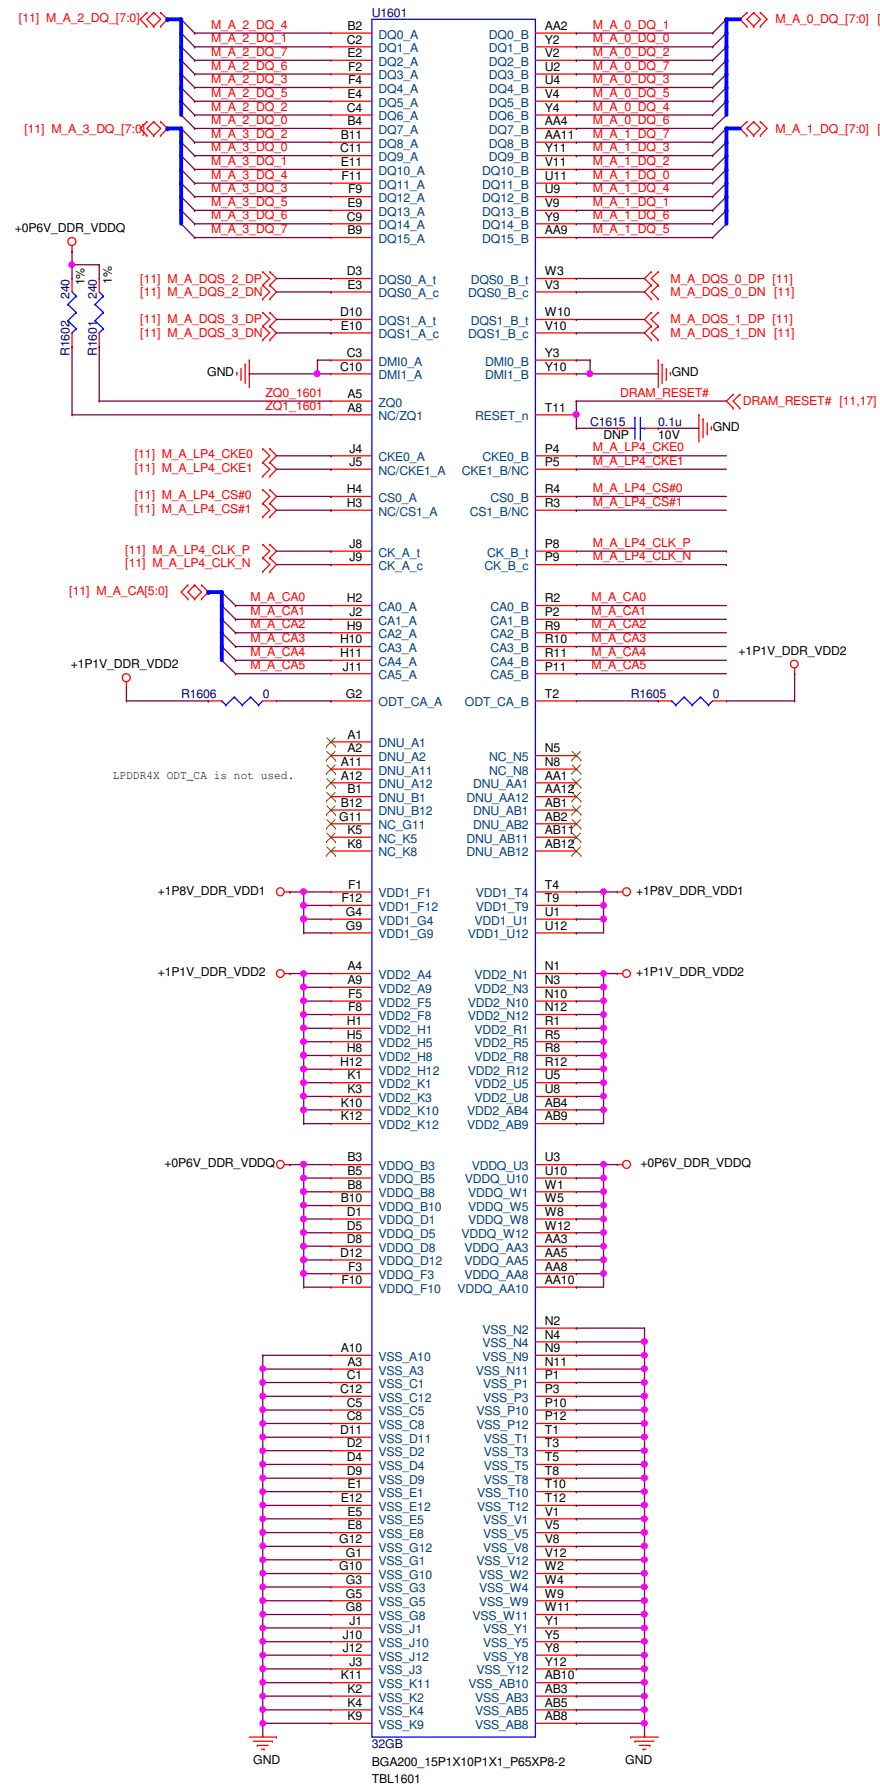 U1601
[11] M_A_2_DQ_[7:0]
M_A_2_DQ_4 B2 DQ0_A DQ0_B AA2 M_A_0_DQ_1
M_A_0_DQ_[7:0]
M_A_2_DQ_1 C2 DQ1_A DQ1_B Y2 M_A_0_DQ_0
M_A_2_DQ_7 E2 DQ2_A DQ2_B V2 M_A_0_DQ_2
M_A_2_DQ_6 F2 DQ3_A DQ3_B U2 M_A_0_DQ_7
M_A_2_DQ_3 F4 DQ4_A DQ4_B U4 M_A_0_DQ_3
M_A_2_DQ_5 E4 DQ5_A DQ5_B V4 M_A_0_DQ_5
M_A_2_DQ_2 C4 DQ6_A DQ6_B Y4 M_A_0_DQ_4
M_A_2_DQ_0 B4 DQ7_A DQ7_B AA4 M_A_0_DQ_6
[11] M_A_3_DQ_[7:0]
M_A_3_DQ_2 B11 DQ8_A DQ8_B AA11 M_A_1_DQ_7
M_A_1_DQ_[7:0]
M_A_3_DQ_0 C11 DQ9_A DQ9_B Y11 M_A_1_DQ_3
M_A_3_DQ_1 E11 DQ10_A DQ10_B V11 M_A_1_DQ_2
M_A_3_DQ_4 F11 DQ11_A DQ11_B U11 M_A_1_DQ_0
M_A_3_DQ_3 F9 DQ12_A DQ12_B U9 M_A_1_DQ_4
M_A_3_DQ_5 E9 DQ13_A DQ13_B V9 M_A_1_DQ_1
M_A_3_DQ_6 C9 DQ14_A DQ14_B Y9 M_A_1_DQ_6
M_A_3_DQ_7 B9 DQ15_A DQ15_B AA9 M_A_1_DQ_5
+0P6V_DDR_VDDQ
R1602 240 1%
R1601 240 1%
[11] M_A_DQS_2_DP D3 DQS0_A_t DQS0_B_t W3 M_A_DQS_0_DP [11]
[11] M_A_DQS_2_DN E3 DQS0_A_c DQS0_B_c V3 M_A_DQS_0_DN [11]
[11] M_A_DQS_3_DP D10 DQS1_A_t DQS1_B_t W10 M_A_DQS_1_DP [11]
[11] M_A_DQS_3_DN E10 DQS1_A_c DQS1_B_c V10 M_A_DQS_1_DN [11]
C3 DMI0_A DMI0_B Y3
GND C10 DMI1_A DMI1_B Y10 GND
ZQ0_1601 A5 ZQ0
ZQ1_1601 A8 NC/ZQ1 RESET_n T11
DRAM_RESET# DRAM_RESET# [11,17]
C1615 0.1u GND
DNP 10V
[11] M_A_LP4_CKE0 J4 CKE0_A CKE0_B P4 M_A_LP4_CKE0
[11] M_A_LP4_CKE1 J5 NC/CKE1_A CKE1_B/NC P5 M_A_LP4_CKE1
[11] M_A_LP4_CS#0 H4 CS0_A CS0_B R4 M_A_LP4_CS#0
[11] M_A_LP4_CS#1 H3 NC/CS1_A CS1_B/NC R3 M_A_LP4_CS#1
[11] M_A_LP4_CLK_P J8 CK_A_t CK_B_t P8 M_A_LP4_CLK_P
[11] M_A_LP4_CLK_N J9 CK_A_c CK_B_c P9 M_A_LP4_CLK_N
[11] M_A_CA[5:0]
M_A_CA0 H2 CA0_A CA0_B R2 M_A_CA0
M_A_CA1 J2 CA1_A CA1_B P2 M_A_CA1
M_A_CA2 H9 CA2_A CA2_B R9 M_A_CA2
M_A_CA3 H10 CA3_A CA3_B R10 M_A_CA3
M_A_CA4 H11 CA4_A CA4_B R11 M_A_CA4
M_A_CA5 J11 CA5_A CA5_B P11 M_A_CA5
+1P1V_DDR_VDD2 +1P1V_DDR_VDD2
R1606 0 G2 ODT_CA_A ODT_CA_B T2 R1605 0
A1 DNU_A1
A2 DNU_A2 NC_N5 N5
A11 DNU_A11 NC_N8 N8
LPDDR4X ODT_CA is not used.
A12 DNU_A12 DNU_AA1 AA1
B1 DNU_B1 DNU_AA12 AA12
B12 DNU_B12 DNU_AB1 AB1
G11 NC_G11 DNU_AB2 AB2
K5 NC_K5 DNU_AB11 AB11
K8 NC_K8 DNU_AB12 AB12
+1P8V_DDR_VDD1 F1 VDD1_F1 VDD1_T4 T4 +1P8V_DDR_VDD1
F12 VDD1_F12 VDD1_T9 T9
G4 VDD1_G4 VDD1_U1 U1
G9 VDD1_G9 VDD1_U12 U12
+1P1V_DDR_VDD2 A4 VDD2_A4 VDD2_N1 N1 +1P1V_DDR_VDD2
A9 VDD2_A9 VDD2_N3 N3
F5 VDD2_F5 VDD2_N10 N10
F8 VDD2_F8 VDD2_N12 N12
H1 VDD2_H1 VDD2_R1 R1
H5 VDD2_H5 VDD2_R5 R5
H8 VDD2_H8 VDD2_R8 R8
H12 VDD2_H12 VDD2_R12 R12
K1 VDD2_K1 VDD2_U5 U5
K3 VDD2_K3 VDD2_U8 U8
K10 VDD2_K10 VDD2_AB4 AB4
K12 VDD2_K12 VDD2_AB9 AB9
+0P6V_DDR_VDDQ B3 VDDQ_B3 VDDQ_U3 U3 +0P6V_DDR_VDDQ
B5 VDDQ_B5 VDDQ_U10 U10
B8 VDDQ_B8 VDDQ_W1 W1
B10 VDDQ_B10 VDDQ_W5 W5
D1 VDDQ_D1 VDDQ_W8 W8
D5 VDDQ_D5 VDDQ_W12 W12
D8 VDDQ_D8 VDDQ_AA3 AA3
D12 VDDQ_D12 VDDQ_AA5 AA5
F3 VDDQ_F3 VDDQ_AA8 AA8
F10 VDDQ_F10 VDDQ_AA10 AA10
VSS_N2 N2
VSS_N4 N4
A10 VSS_A10 VSS_N9 N9
A3 VSS_A3 VSS_N11 N11
C1 VSS_C1 VSS_P1 P1
C12 VSS_C12 VSS_P3 P3
C5 VSS_C5 VSS_P10 P10
C8 VSS_C8 VSS_P12 P12
D11 VSS_D11 VSS_T1 T1
D2 VSS_D2 VSS_T3 T3
D4 VSS_D4 VSS_T5 T5
D9 VSS_D9 VSS_T8 T8
E1 VSS_E1 VSS_T10 T10
E12 VSS_E12 VSS_T12 T12
E5 VSS_E5 VSS_V1 V1
E8 VSS_E8 VSS_V5 V5
G12 VSS_G12 VSS_V8 V8
G1 VSS_G1 VSS_V12 V12
G10 VSS_G10 VSS_W2 W2
G3 VSS_G3 VSS_W4 W4
G5 VSS_G5 VSS_W9 W9
G8 VSS_G8 VSS_W11 W11
J1 VSS_J1 VSS_Y1 Y1
J10 VSS_J10 VSS_Y5 Y5
J12 VSS_J12 VSS_Y8 Y8
J3 VSS_J3 VSS_Y12 Y12
K11 VSS_K11 VSS_AB10 AB10
K2 VSS_K2 VSS_AB3 AB3
K4 VSS_K4 VSS_AB5 AB5
K9 VSS_K9 VSS_AB8 AB8
32GB
GND GND
BGA200_15P1X10P1X1_P65XP8-2
TBL1601